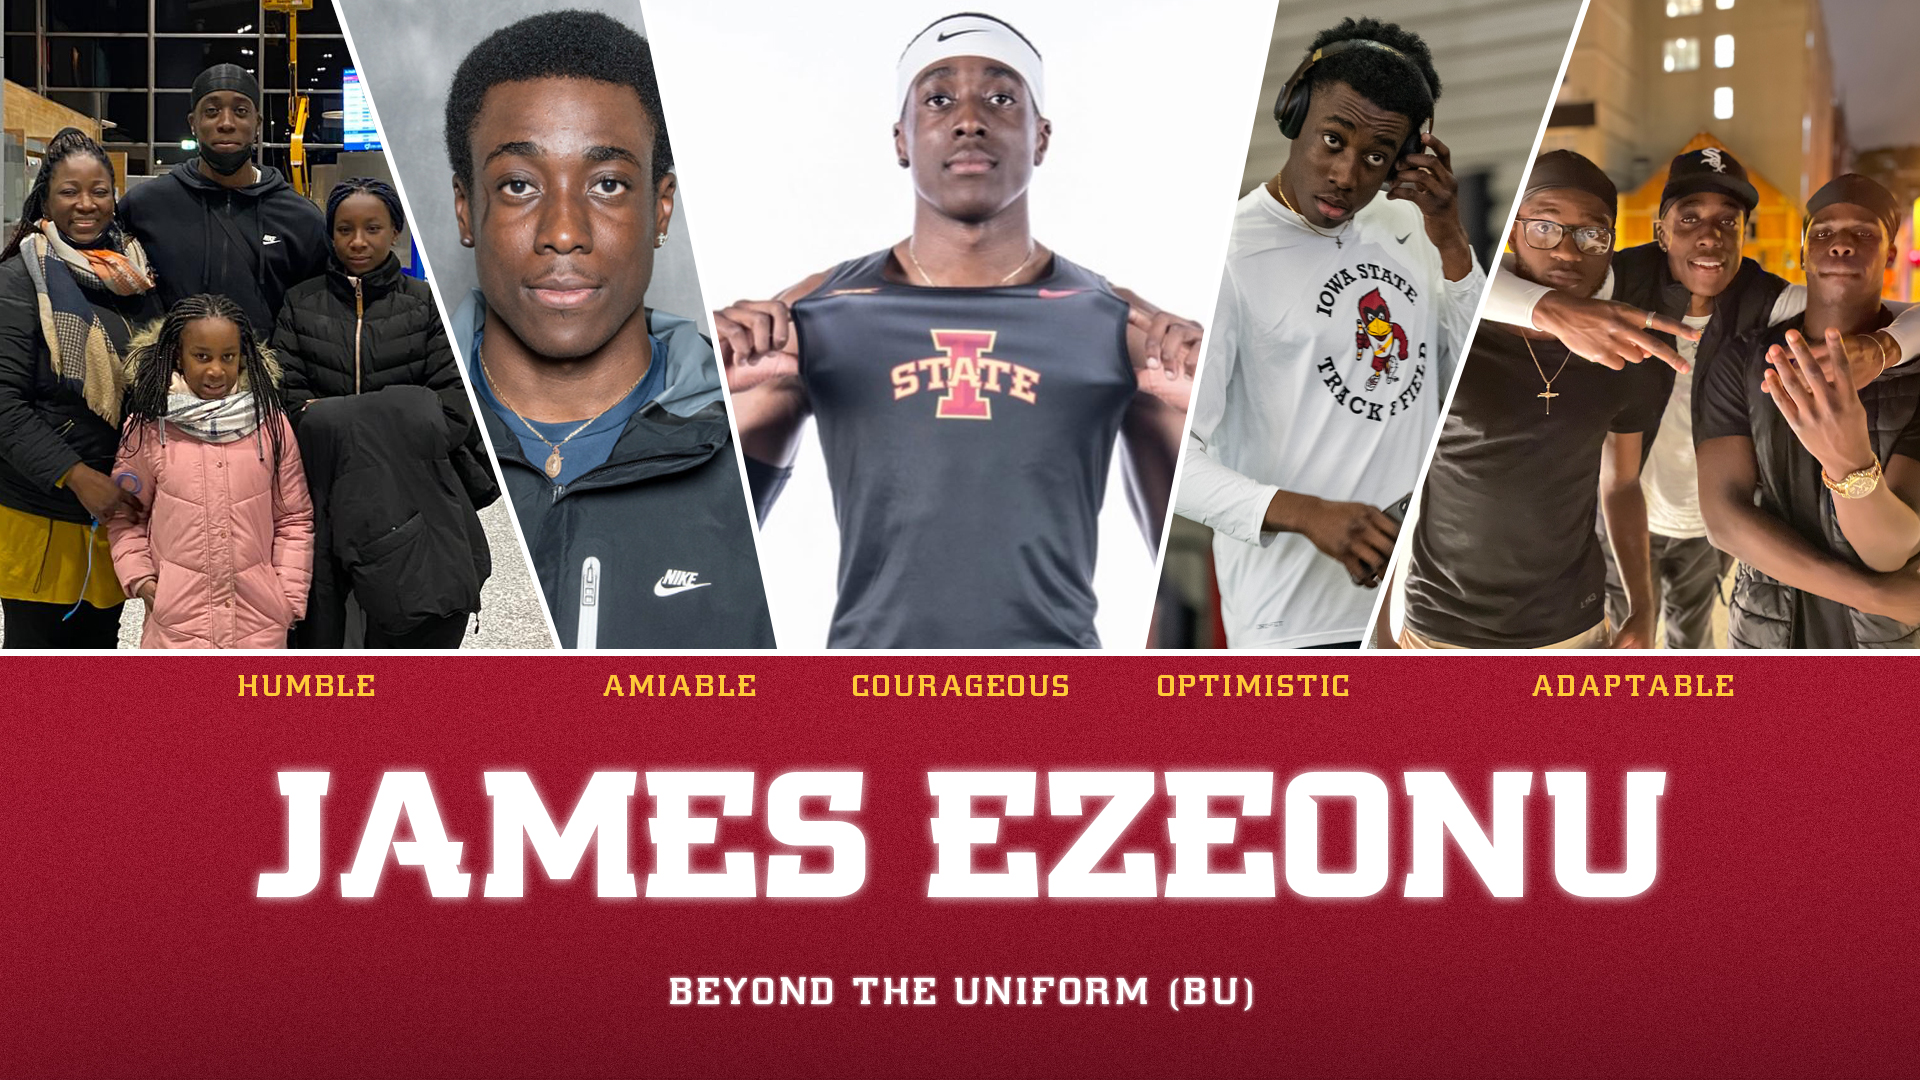 NIKE
STATE
IOWA STATE
TRACK & FIELD
HUMBLE AMIABLE COURAGEOUS OPTIMISTIC ADAPTABLE
JAMES EZEONU
BEYOND THE UNIFORM (BU)